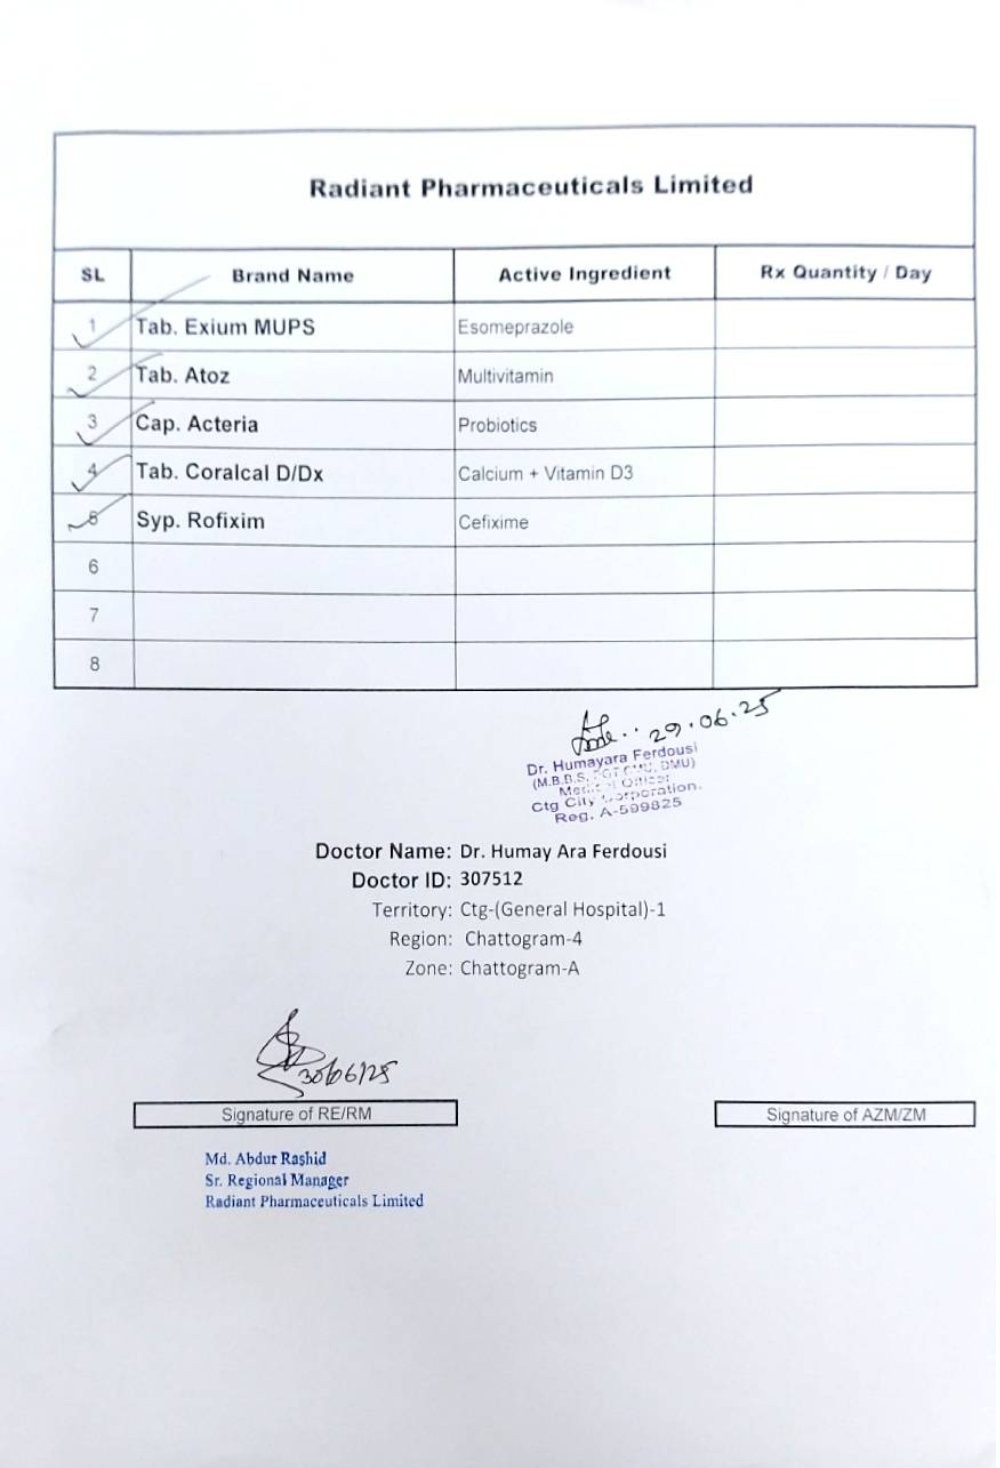 Radiant Pharmaceuticals Limited
SL Brand Name Active Ingredient Rx Quantity / Day
1 Tab. Exium MUPS Esomeprazole
2 Tab. Atoz Multivitamin
3 Cap. Acteria Probiotics
4 Tab. Coralcal D/Dx Calcium + Vitamin D3
5 Syp. Rofixim Cefixime
6
7
8
29.06.25
Dr. Humayara Ferdousi
(M.B.B.S, DMU)
Medical Officer
Ctg City Corporation.
Reg. A-599825
Doctor Name: Dr. Humay Ara Ferdousi
Doctor ID: 307512
Territory: Ctg-(General Hospital)-1
Region: Chattogram-4
Zone: Chattogram-A
30/06/25
Signature of RE/RM Signature of AZM/ZM
Md. Abdur Rashid
Sr. Regional Manager
Radiant Pharmaceuticals Limited